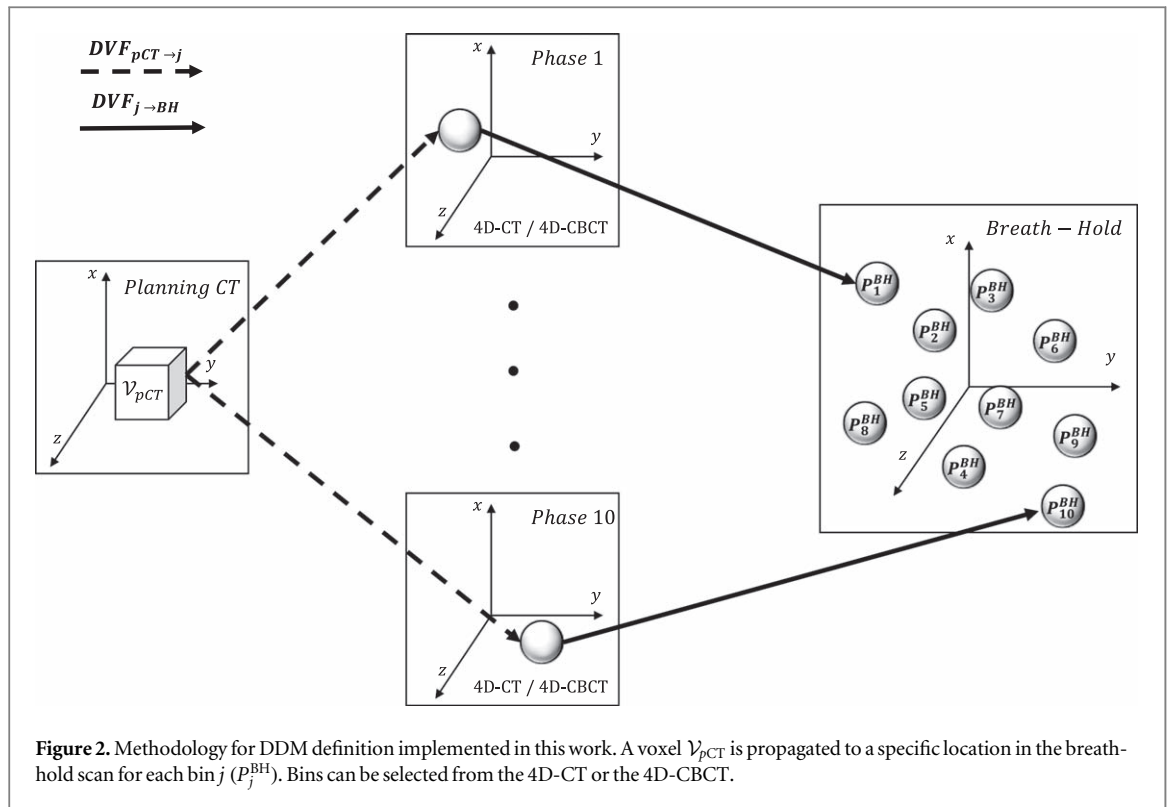 DVF_{pCT→j}
DVF_{j→BH}
x
Phase 1
y
z
4D-CT / 4D-CBCT
x
Planning CT
y
z
𝒱_{pCT}
x
Breath − Hold
y
z
P_1^{BH}
P_3^{BH}
P_2^{BH}
P_6^{BH}
P_5^{BH}
P_7^{BH}
P_8^{BH}
P_9^{BH}
P_4^{BH}
P_{10}^{BH}
x
Phase 10
y
z
4D-CT / 4D-CBCT
Figure 2. Methodology for DDM definition implemented in this work. A voxel 𝒱_{pCT} is propagated to a specific location in the breath-
hold scan for each bin j (P_j^{BH}). Bins can be selected from the 4D-CT or the 4D-CBCT.